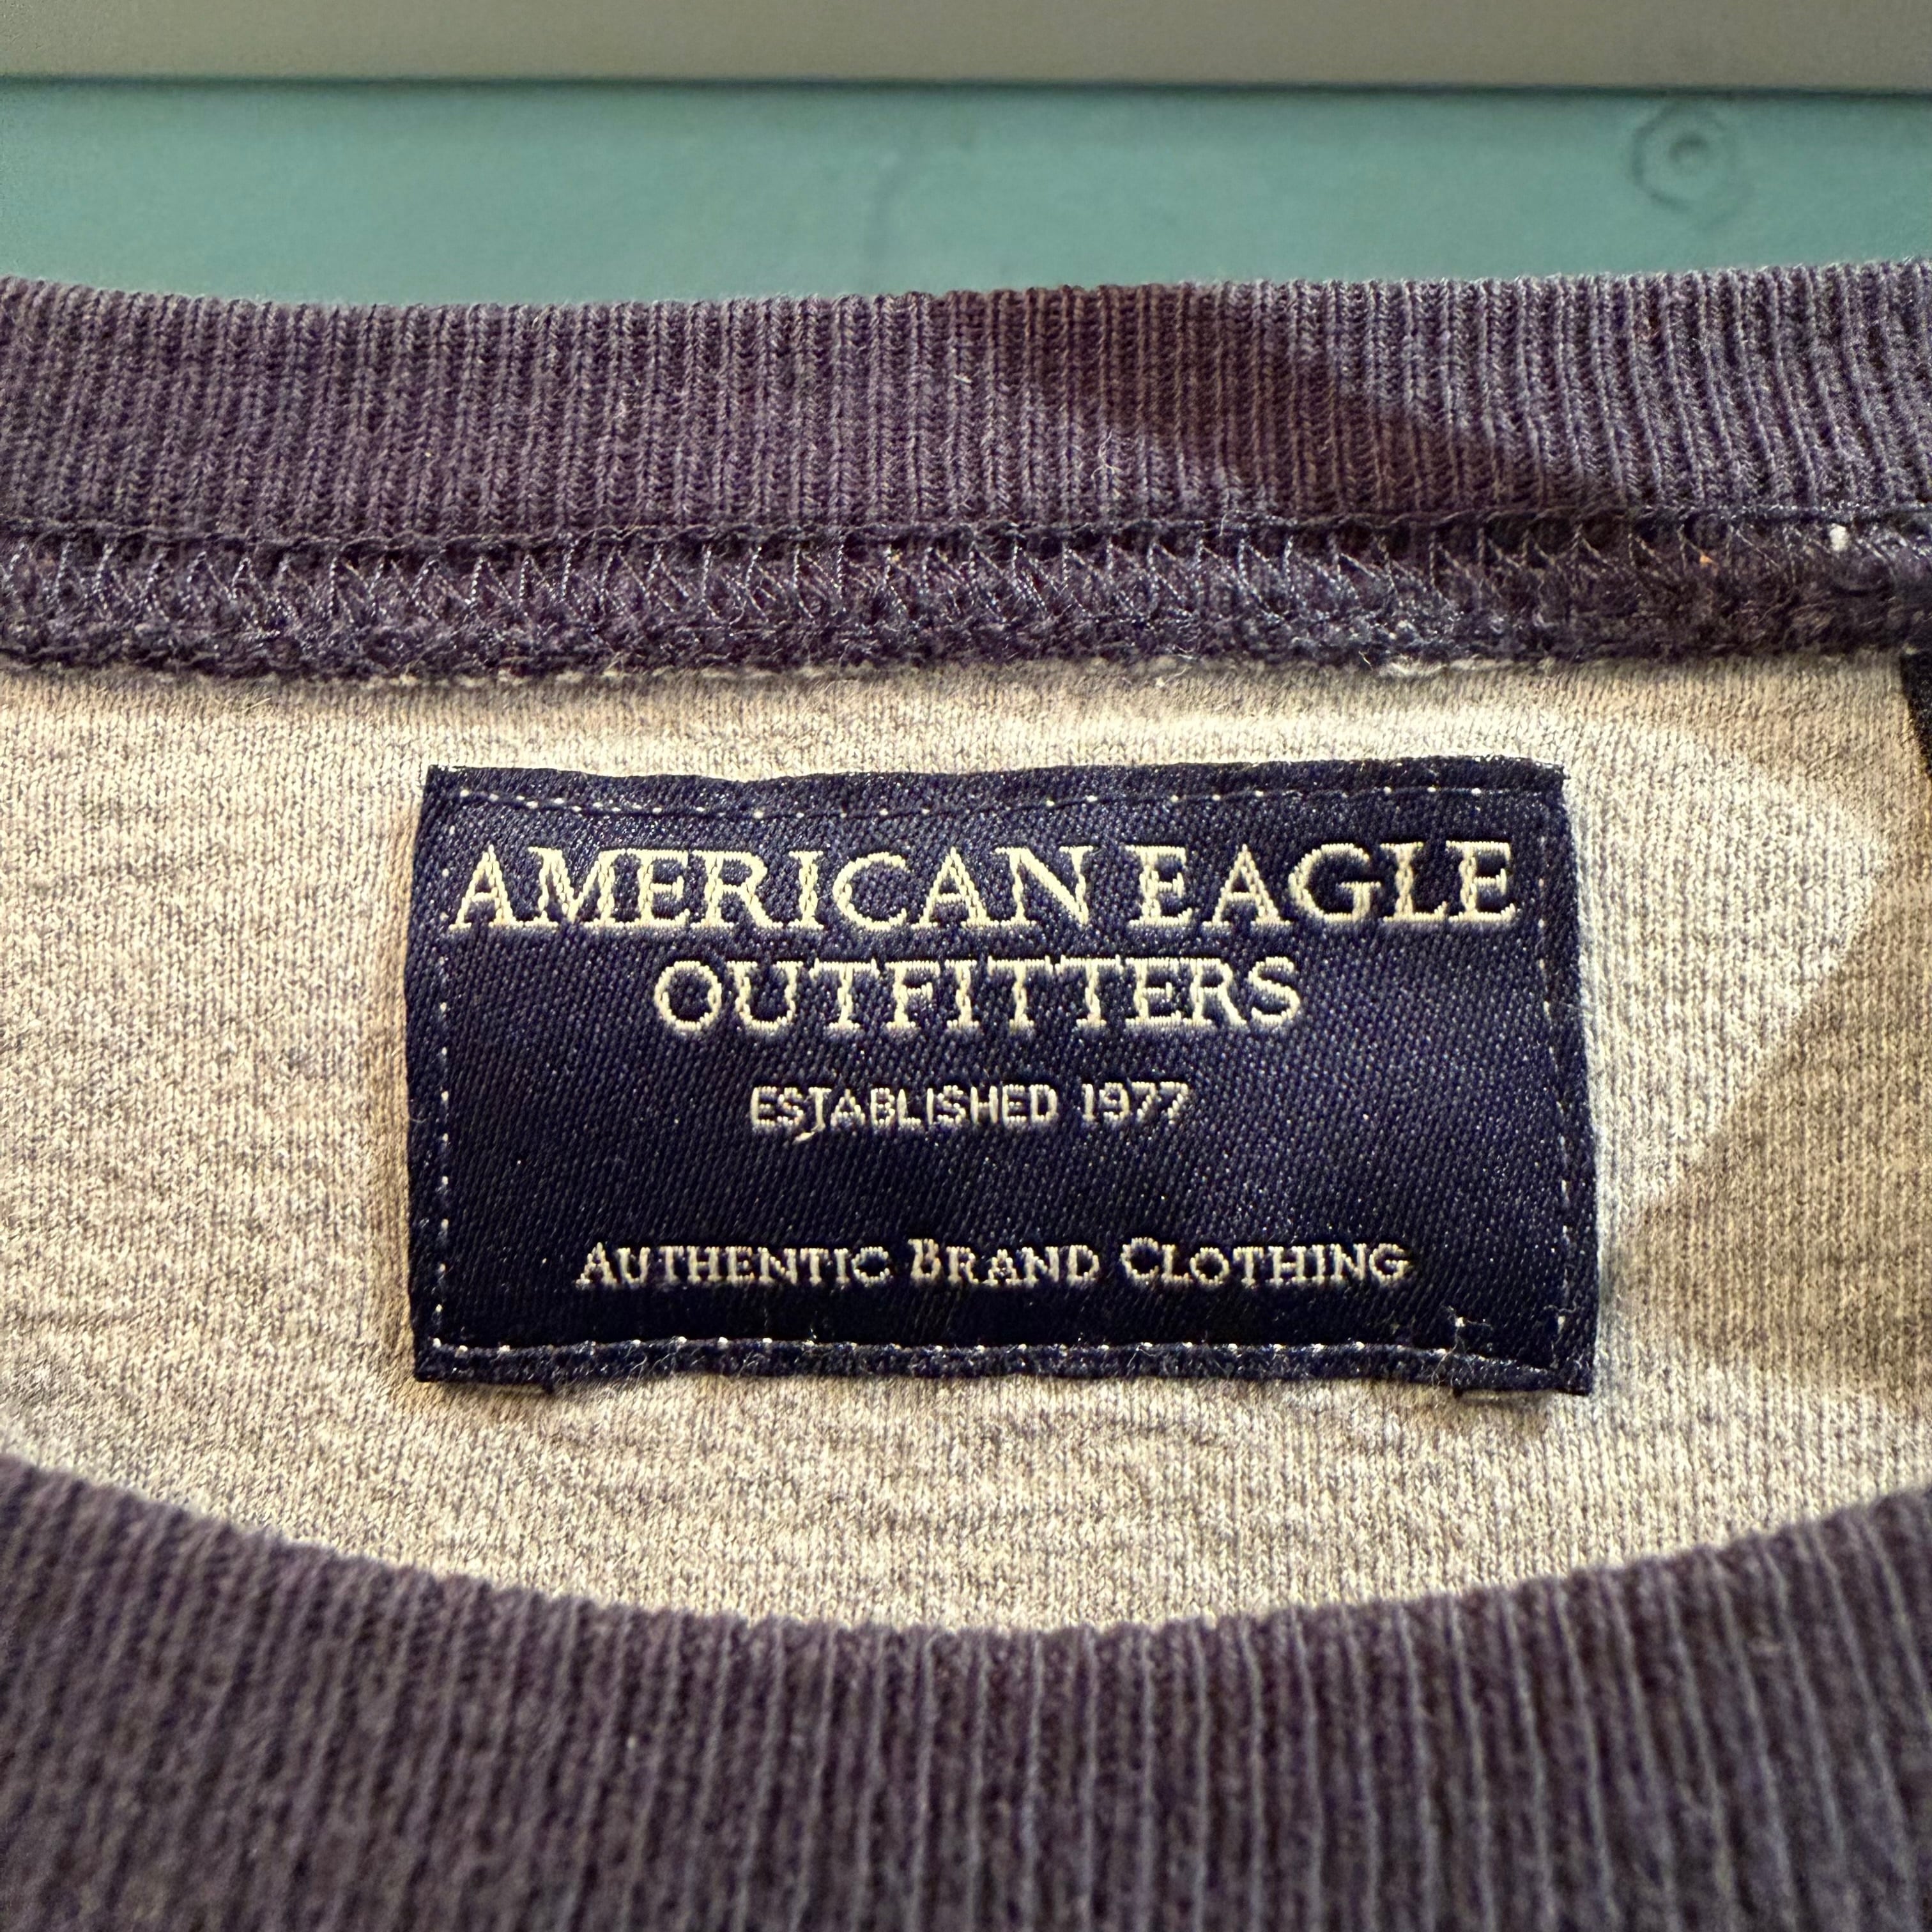 AMERICAN EAGLE
OUTFITTERS
ESTABLISHED 1977
AUTHENTIC BRAND CLOTHING